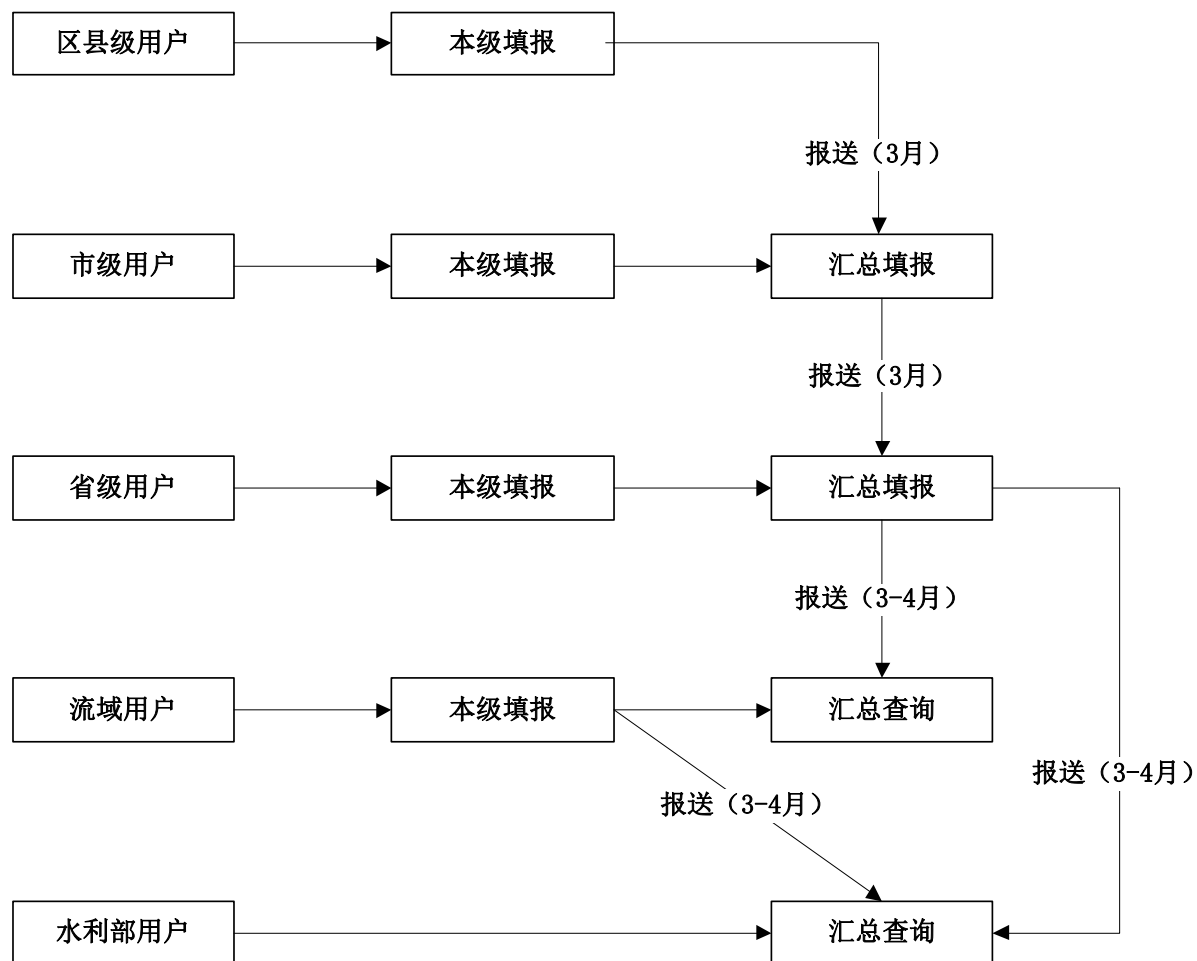 区县级用户
本级填报
报送（3月）
市级用户
本级填报
汇总填报
报送（3月）
省级用户
本级填报
汇总填报
报送（3-4月）
流域用户
本级填报
汇总查询
报送（3-4月）
报送（3-4月）
水利部用户
汇总查询